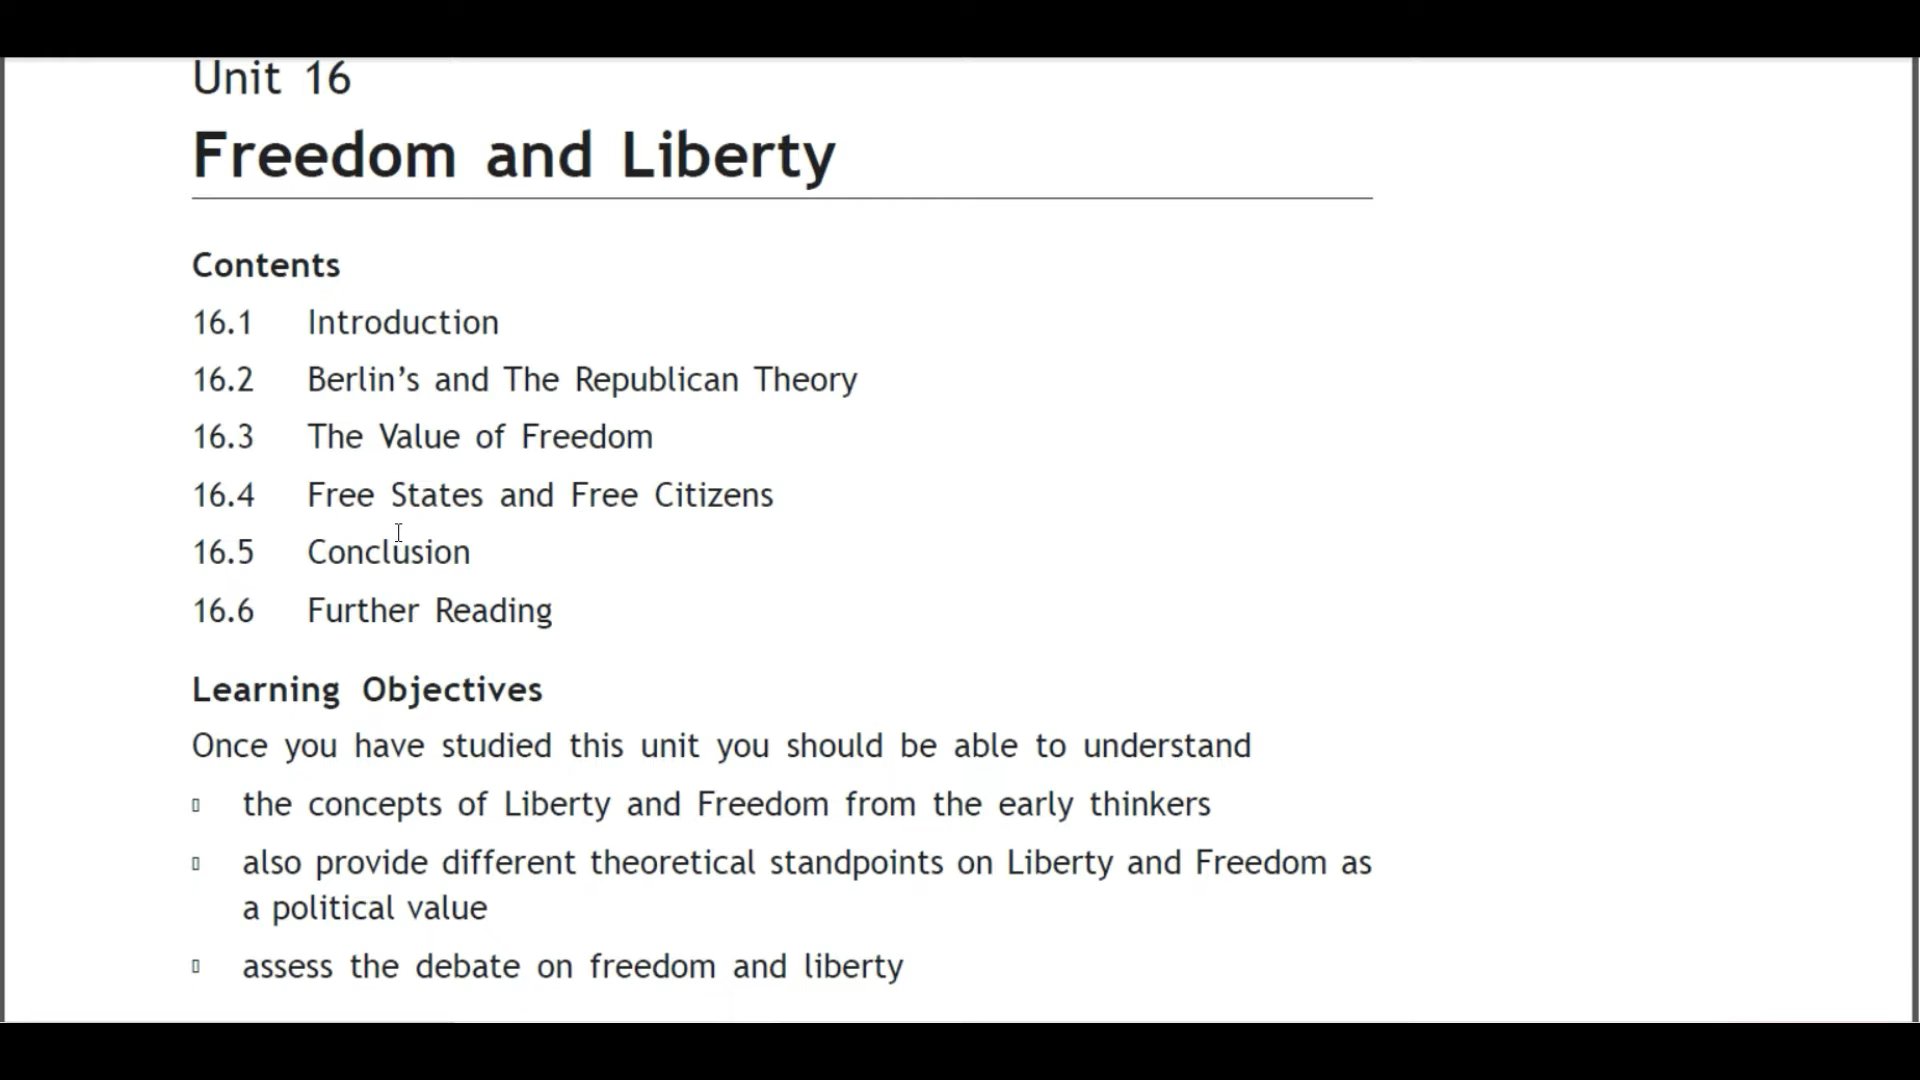 Unit 16
Freedom and Liberty
Contents
16.1 Introduction
16.2 Berlin’s and The Republican Theory
16.3 The Value of Freedom
16.4 Free States and Free Citizens
16.5 Conclusion
16.6 Further Reading
Learning Objectives
Once you have studied this unit you should be able to understand
the concepts of Liberty and Freedom from the early thinkers
also provide different theoretical standpoints on Liberty and Freedom as
a political value
assess the debate on freedom and liberty